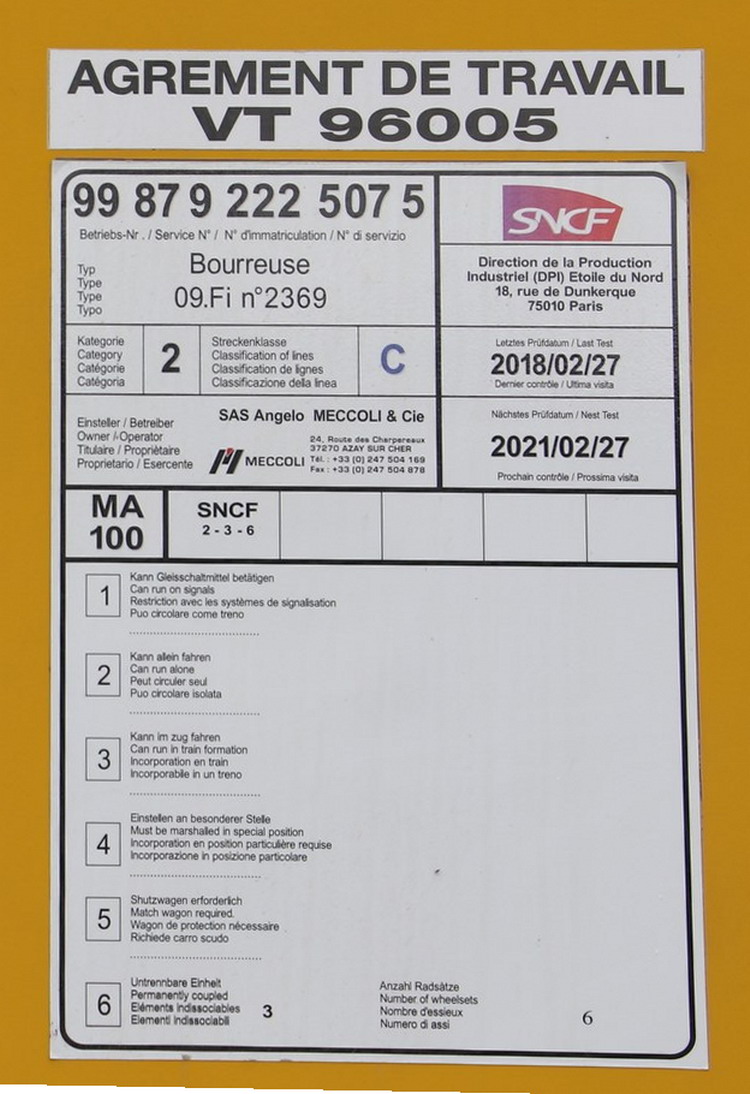 AGREMENT DE TRAVAIL
VT 96005
99 87 9 222 507 5
Betriebs-Nr . / Service N° / N° d'immatriculation / N° di servizio
Typ
Type
Type
Typo
Bourreuse
09.Fi n°2369
SNCF
Direction de la Production
Industriel (DPI) Etoile du Nord
18, rue de Dunkerque
75010 Paris
Kategorie
Category
Catégorie
Catégoria
2
Streckenklasse
Classification of lines
Classification de lignes
Classificazione della linea
C
Letztes Prüfdatum / Last Test
2018/02/27
Dernier contrôle / Ultima visita
Einsteller / Betreiber
Owner /-Operator
Titulaire / Propriètaire
Proprietario / Esercente
SAS Angelo MECCOLI & Cie
MECCOLI
24, Route des Charpereaux
37270 AZAY SUR CHER
Tél. : +33 (0) 247 504 169
Fax : +33 (0) 247 504 878
Nächstes Prüfdatum / Nest Test
2021/02/27
Prochain contrôle / Prossima visita
MA
100
SNCF
2 - 3 - 6
1
Kann Gleisschaltmittel betätigen
Can run on signals
Restriction avec les systèmes de signalisation
Puo circolare come treno
2
Kann allein fahren
Can run alone
Peut circuler seul
Puo circolare isolata
3
Kann im zug fahren
Can run in train formation
Incorporation en train
Incorporabile in un treno
4
Einstellen an besonderer Stelle
Must be marshalled in special position
Incorporation en position particulière requise
Incorporazione in posizione particolare
5
Shutzwagen erforderlich
Match wagon required.
Wagon de protection nécessaire
Richiede carro scudo
6
Untrennbare Einheit
Permanently coupled
Eléments indissociables
Elementi indissociabili
3
Anzahl Radsätze
Number of wheelsets
Nombre d'essieux
Numero di assi
6